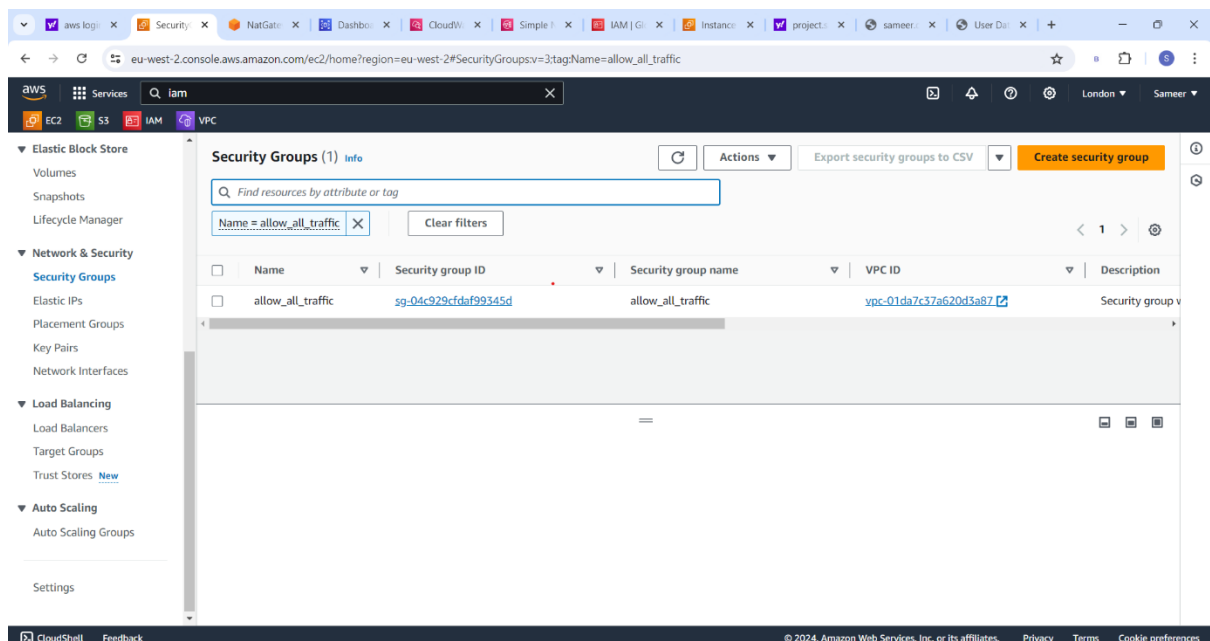 aws logi
Security
NatGate
Dashbo
CloudW
Simple N
IAM | Gl
Instance
project.s
sameer.
User Dat
eu-west-2.console.aws.amazon.com/ec2/home?region=eu-west-2#SecurityGroups:v=3;tag:Name=allow_all_traffic
S
aws Services iam London Sameer
EC2 S3 IAM VPC
Elastic Block Store
Volumes
Snapshots
Lifecycle Manager
Network & Security
Security Groups
Elastic IPs
Placement Groups
Key Pairs
Network Interfaces
Load Balancing
Load Balancers
Target Groups
Trust Stores New
Auto Scaling
Auto Scaling Groups
Settings
Security Groups (1) Info
Actions Export security groups to CSV Create security group
Find resources by attribute or tag
Name = allow_all_traffic Clear filters
1
Name Security group ID Security group name VPC ID Description
allow_all_traffic sg-04c929cfdaf99345d allow_all_traffic vpc-01da7c37a620d3a87 Security group
CloudShell Feedback © 2024, Amazon Web Services, Inc. or its affiliates. Privacy Terms Cookie preferences